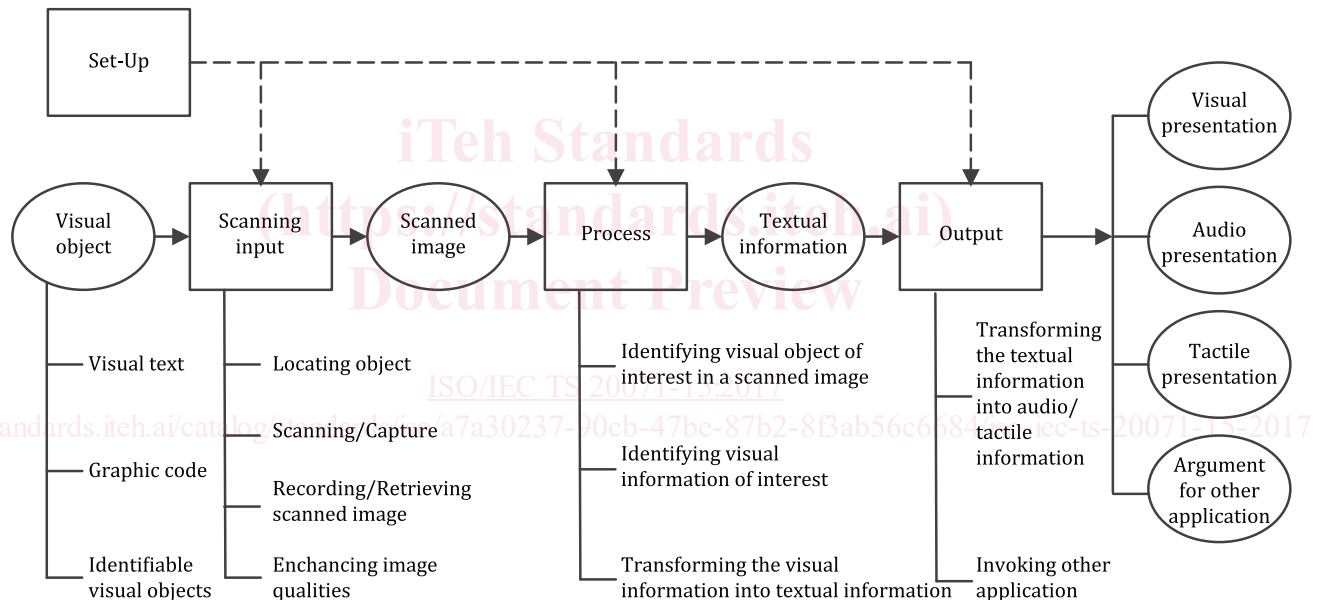 Set-Up
Visual
object
Scanning
input
Scanned
image
Process
Textual
information
Output
Visual
presentation
Audio
presentation
Tactile
presentation
Argument
for other
application
Visual text
Graphic code
Identifiable
visual objects
Locating object
Scanning/Capture
Recording/Retrieving
scanned image
Enchancing image
qualities
Identifying visual object of
interest in a scanned image
Identifying visual
information of interest
Transforming the visual
information into textual information
Transforming
the textual
information
into audio/
tactile
information
Invoking other
application
iTeh Standards
(https://standards.iteh.ai)
Document Preview
ISO/IEC TS 20071-15:2017